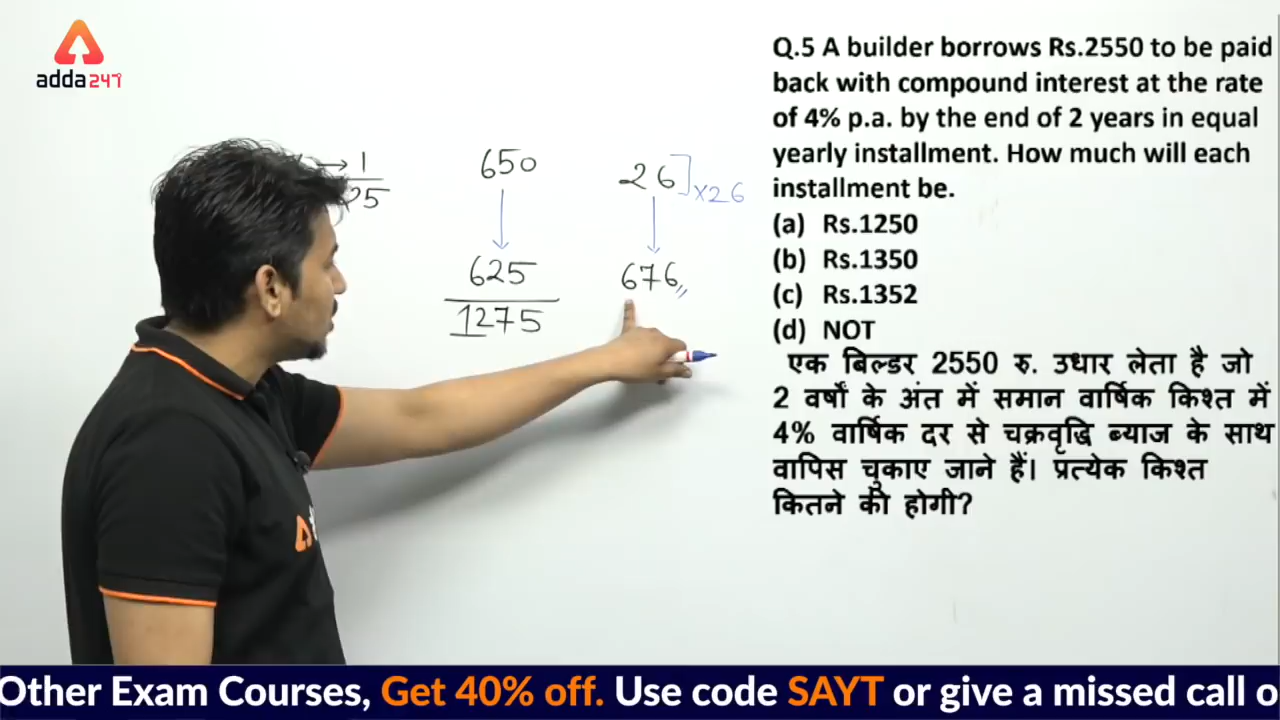 adda247
Q.5 A builder borrows Rs.2550 to be paid
back with compound interest at the rate
of 4% p.a. by the end of 2 years in equal
yearly installment. How much will each
installment be.
(a) Rs.1250
(b) Rs.1350
(c) Rs.1352
(d) NOT
एक बिल्डर 2550 रु. उधार लेता है जो
2 वर्षों के अंत में समान वार्षिक किश्त में
4% वार्षिक दर से चक्रवृद्धि ब्याज के साथ
वापिस चुकाए जाने हैं। प्रत्येक किश्त
कितने की होगी?
→ 1
25
650
625
1275
26] ×26
676
Other Exam Courses, Get 40% off. Use code SAYT or give a missed call o